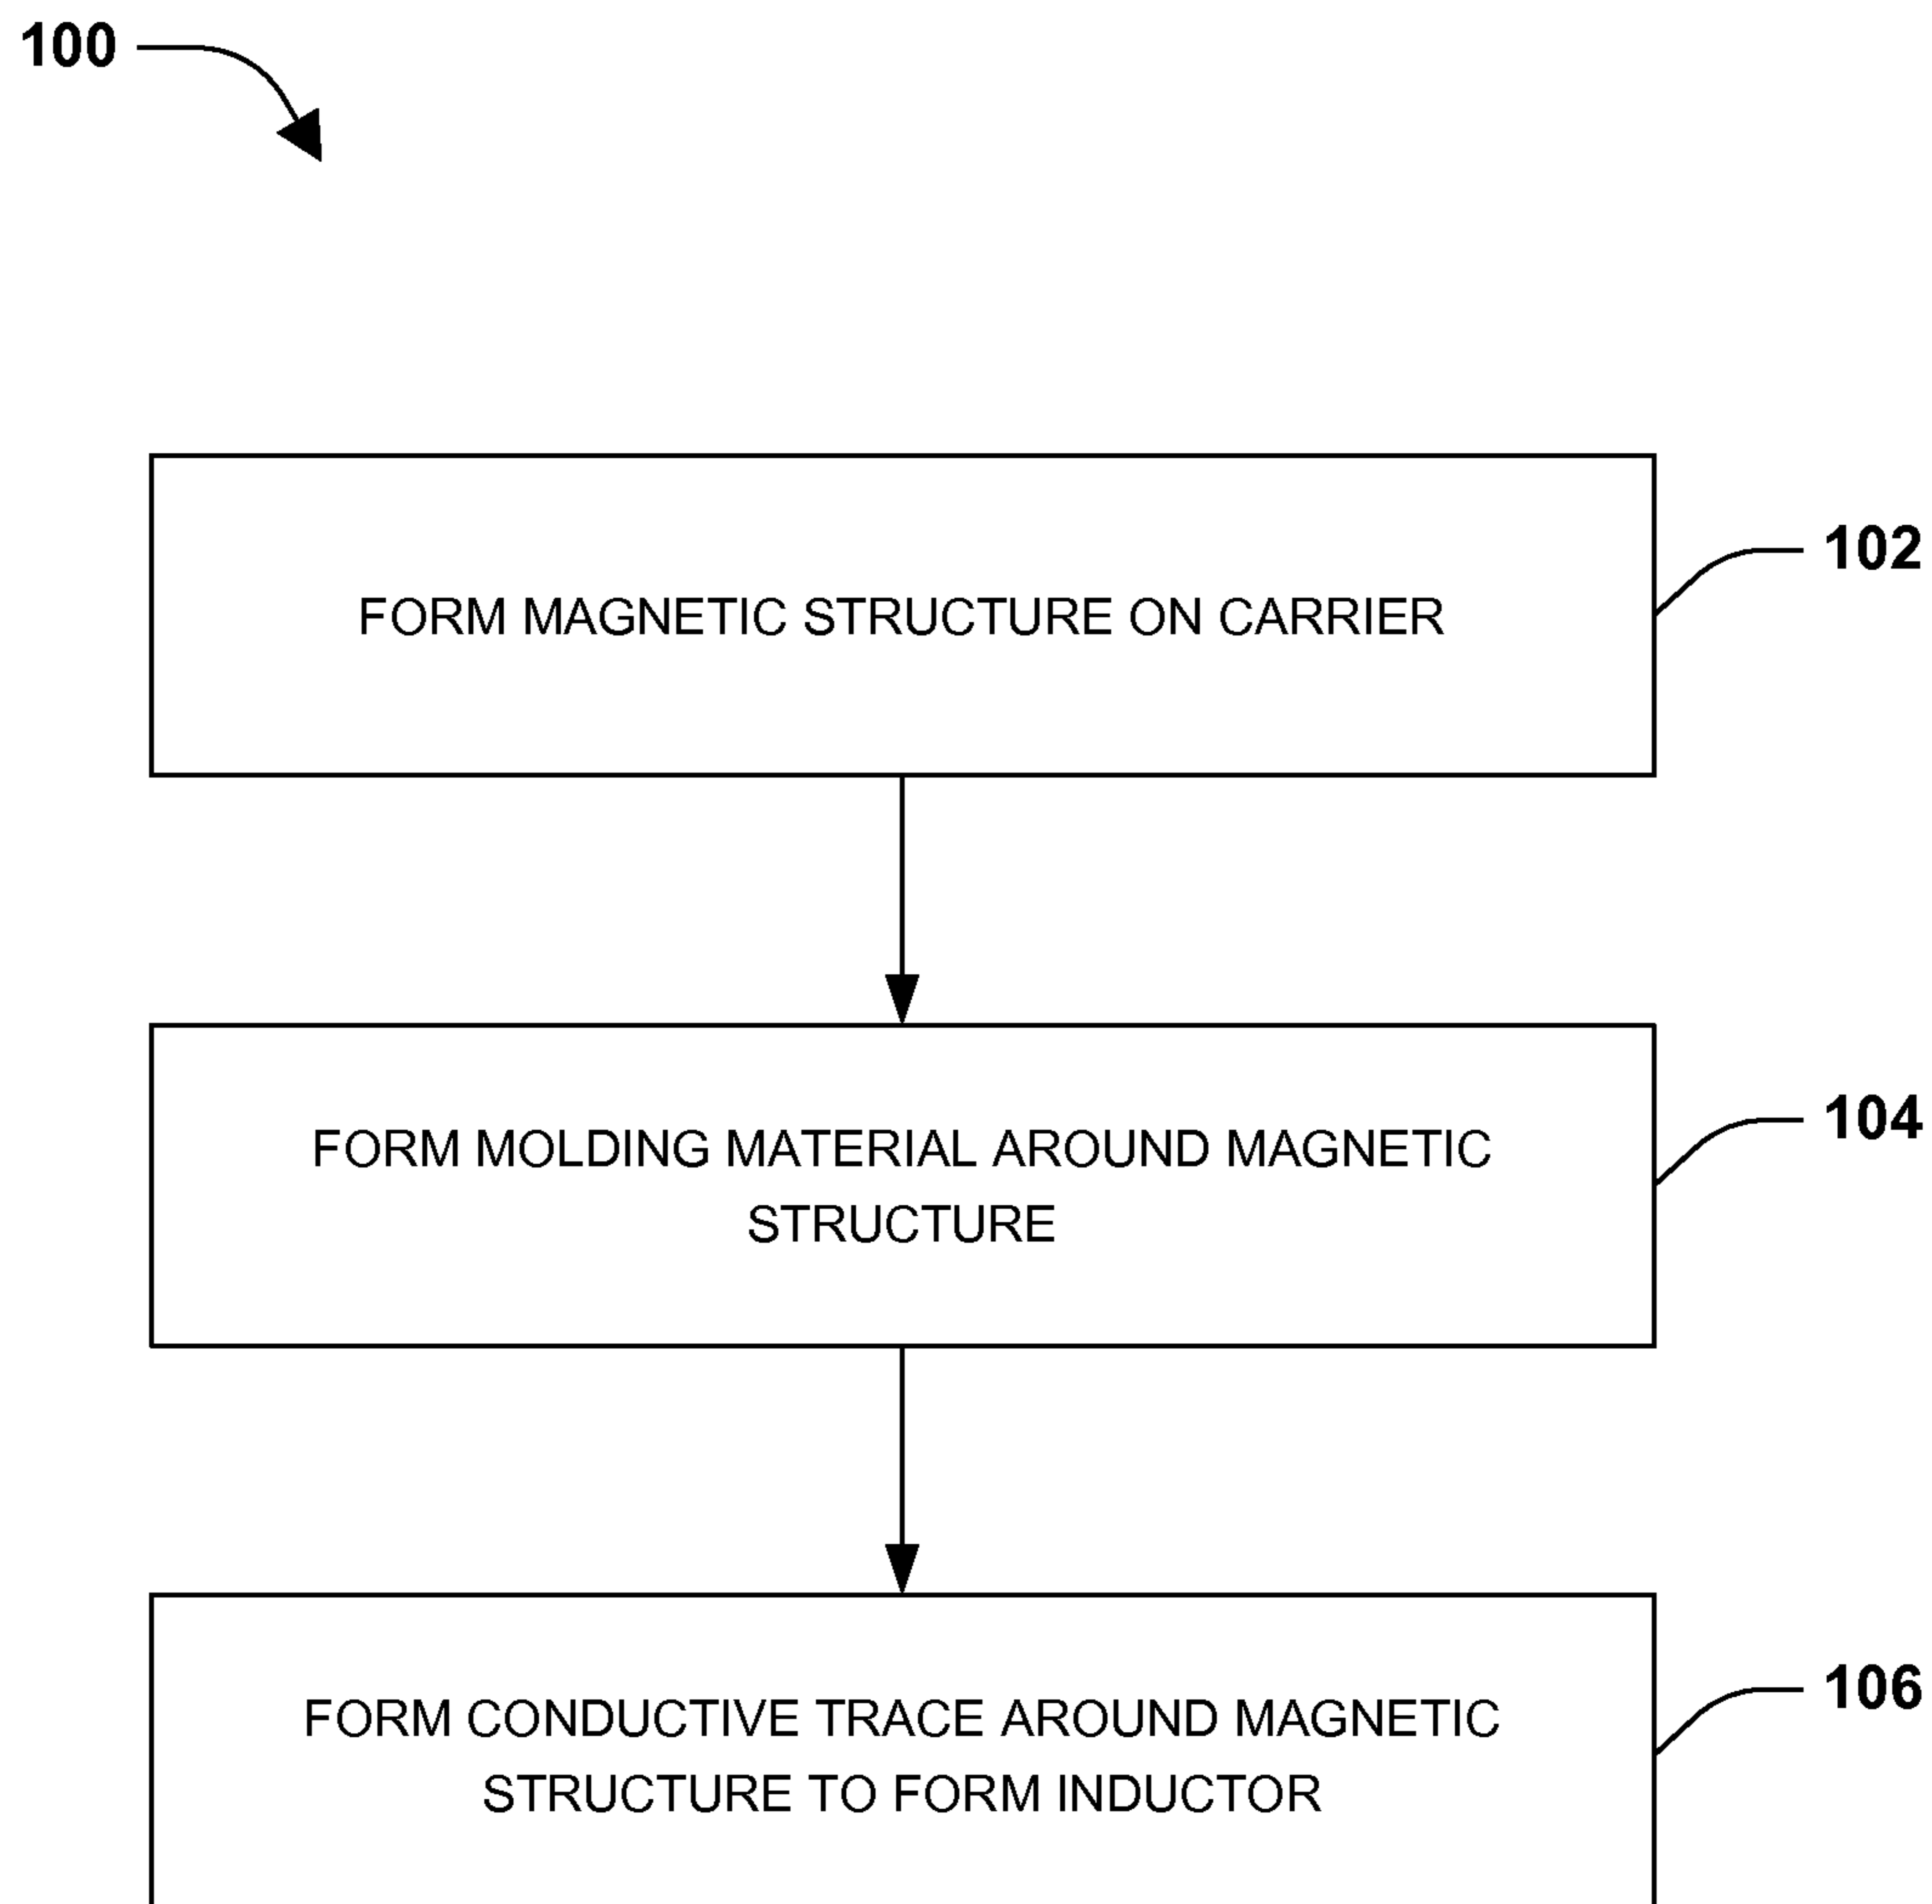 100
FORM MAGNETIC STRUCTURE ON CARRIER
102
FORM MOLDING MATERIAL AROUND MAGNETIC
STRUCTURE
104
FORM CONDUCTIVE TRACE AROUND MAGNETIC
STRUCTURE TO FORM INDUCTOR
106